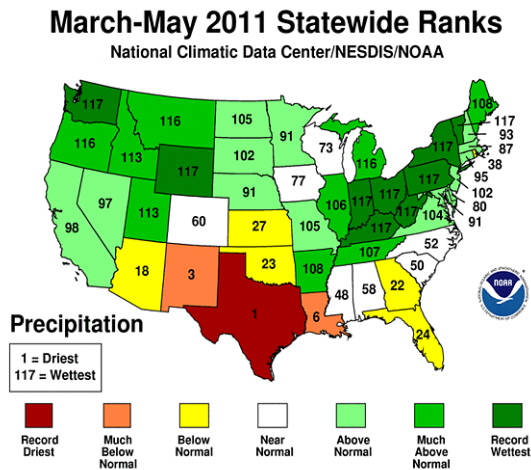 March-May 2011 Statewide Ranks
National Climatic Data Center/NESDIS/NOAA
117
116
105
91
108
117
93
87
38
95
102
80
91
116
113
117
102
73
116
117
117
98
97
113
60
91
77
106
117
117
117
117
104
27
105
107
52
18
3
23
108
50
1
6
48
58
22
24
NOAA
Precipitation
1 = Driest
117 = Wettest
Record
Driest
Much
Below
Normal
Below
Normal
Near
Normal
Above
Normal
Much
Above
Normal
Record
Wettest